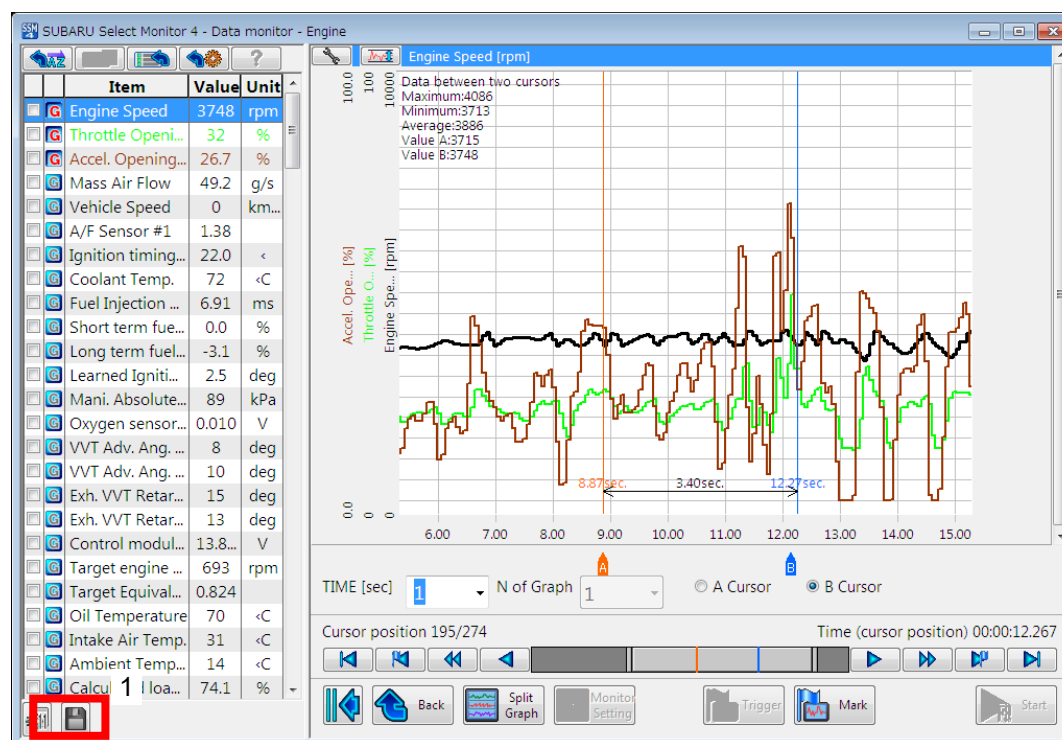 SUBARU Select Monitor 4 - Data monitor - Engine
Item Value Unit
Engine Speed 3748 rpm
Throttle Openi... 32 %
Accel. Opening... 26.7 %
Mass Air Flow 49.2 g/s
Vehicle Speed 0 km...
A/F Sensor #1 1.38
Ignition timing... 22.0 ‹
Coolant Temp. 72 ‹C
Fuel Injection ... 6.91 ms
Short term fue... 0.0 %
Long term fuel... -3.1 %
Learned Igniti... 2.5 deg
Mani. Absolute... 89 kPa
Oxygen sensor... 0.010 V
VVT Adv. Ang. ... 8 deg
VVT Adv. Ang. ... 10 deg
Exh. VVT Retar... 15 deg
Exh. VVT Retar... 13 deg
Control modul... 13.8... V
Target engine ... 693 rpm
Target Equival... 0.824
Oil Temperature 70 ‹C
Intake Air Temp. 31 ‹C
Ambient Temp... 14 ‹C
loa... 74.1 %
1
Engine Speed [rpm]
100.0
100
10000
Data between two cursors
Maximum:4086
Minimum:3713
Average:3886
Value A:3715
Value B:3748
Accel. Ope... [%]
Throttle O... [%]
Engine Spe... [rpm]
0.0
0
0
8.87sec. 3.40sec. 12.27sec.
6.00 7.00 8.00 9.00 10.00 11.00 12.00 13.00 14.00 15.00
A B
TIME [sec] 1 N of Graph 1 A Cursor B Cursor
Cursor position 195/274 Time (cursor position) 00:00:12.267
Back
Split Graph
Monitor Setting
Trigger
Mark
Start